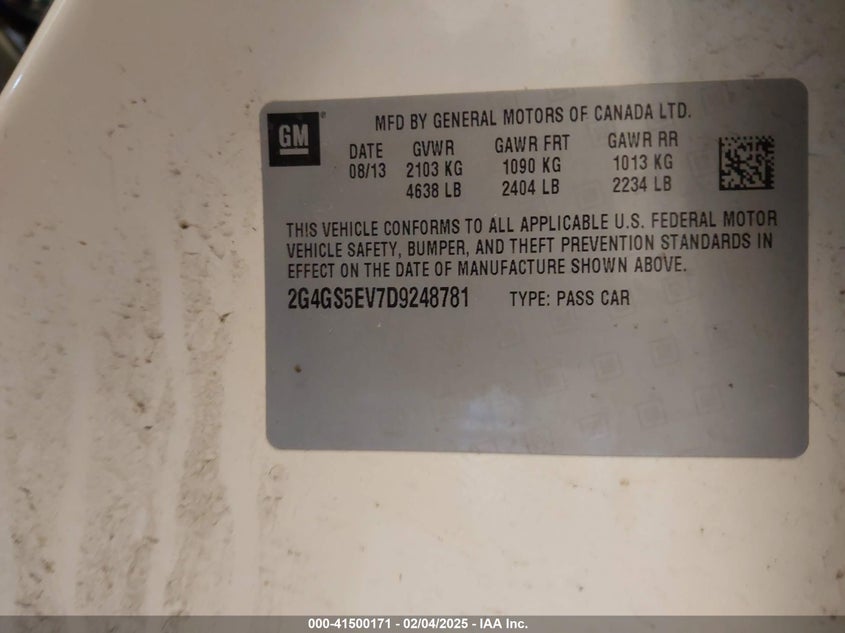 GM
MFD BY GENERAL MOTORS OF CANADA LTD.
DATE GVWR GAWR FRT GAWR RR
08/13 2103 KG 1090 KG 1013 KG
4638 LB 2404 LB 2234 LB
THIS VEHICLE CONFORMS TO ALL APPLICABLE U.S. FEDERAL MOTOR
VEHICLE SAFETY, BUMPER, AND THEFT PREVENTION STANDARDS IN
EFFECT ON THE DATE OF MANUFACTURE SHOWN ABOVE.
2G4GS5EV7D9248781 TYPE: PASS CAR
000-41500171 - 02/04/2025 - IAA Inc.